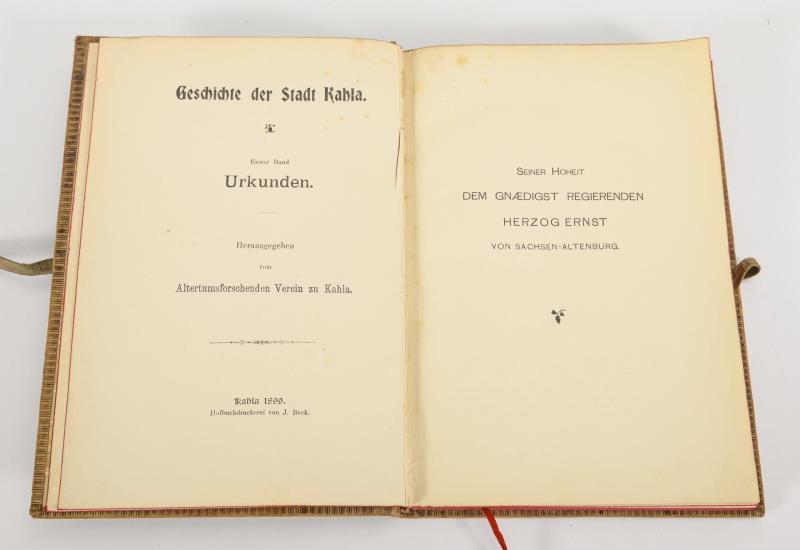 Geschichte der Stadt Kahla.
Erster Band
Urkunden.
Herausgegeben
vom
Altertumsforschenden Verein zu Kahla.
Kahla 1899.
Hofbuchdruckerei von J. Beck.
SEINER HOHEIT
DEM GNÆDIGST REGIERENDEN
HERZOG ERNST
VON SACHSEN-ALTENBURG.